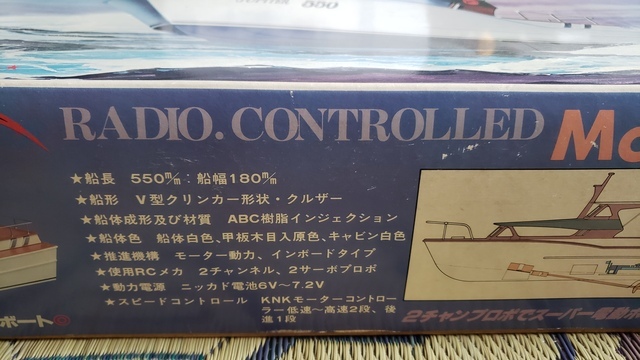 550
RADIO. CONTROLLED Mo
★船長 550m/m: 船幅180m/m
★船形 V型クリンカー形状・クルザー
★船体成形及び材質 ABC樹脂インジェクション
★船体色 船体白色、甲板木目入原色、キャビン白色
★推進機構 モーター動力、インボードタイプ
★使用RCメカ 2チャンネル、2サーボプロポ
★動力電源 ニッカド電池6V〜7.2V
★スピードコントロール KNKモーターコントロー
ラー低速〜高速2段、後
進1段
ボート
2チャンプロポでスーパー電動